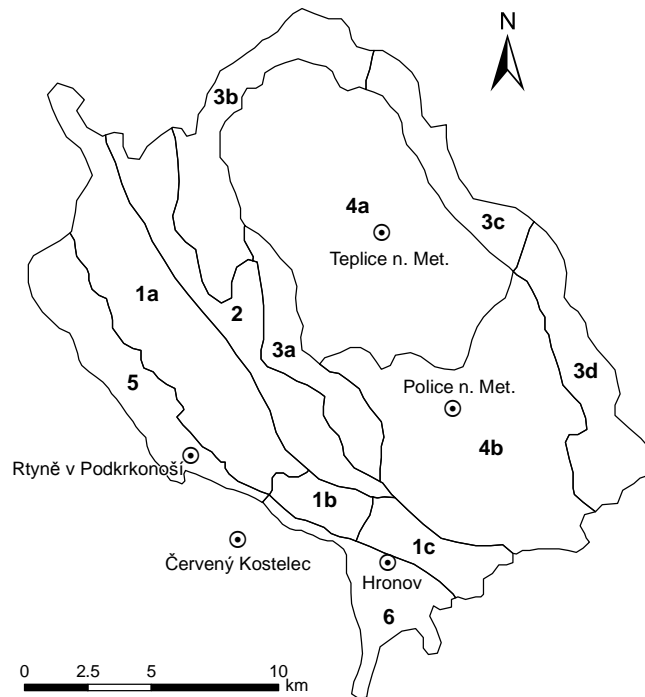 N
3b
4a
3c
Teplice n. Met.
1a
2
3a
3d
5
Police n. Met.
4b
Rtyně v Podkrkonoší
1b
1c
Červený Kostelec
Hronov
6
0 2.5 5 10
km